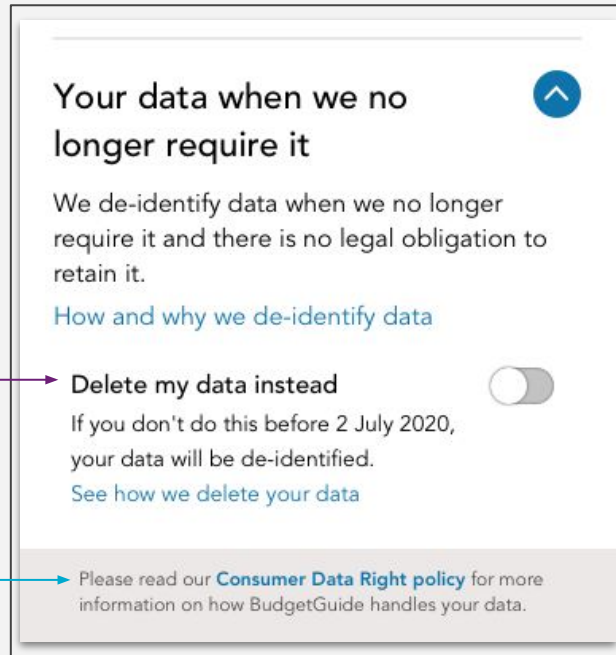 Your data when we no
longer require it
We de-identify data when we no longer
require it and there is no legal obligation to
retain it.
How and why we de-identify data
Delete my data instead
If you don't do this before 2 July 2020,
your data will be de-identified.
See how we delete your data
Please read our Consumer Data Right policy for more
information on how BudgetGuide handles your data.